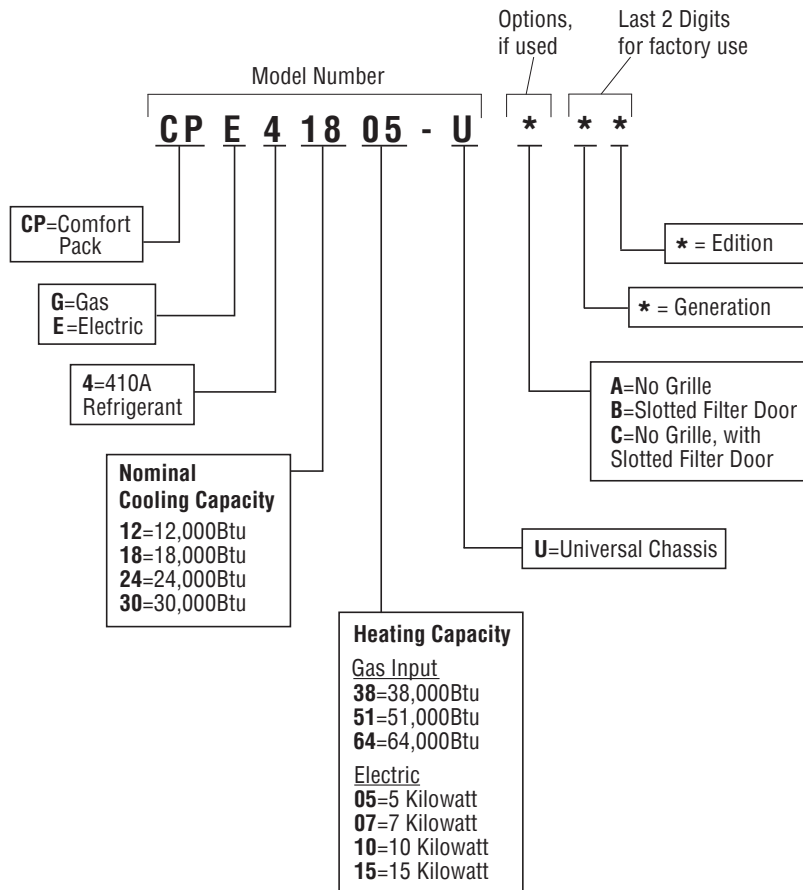 Options,
if used
Last 2 Digits
for factory use
Model Number
CP E 4 18 05 - U * * *
CP=Comfort
Pack
* = Edition
G=Gas
E=Electric
* = Generation
4=410A
Refrigerant
A=No Grille
B=Slotted Filter Door
C=No Grille, with
Slotted Filter Door
Nominal
Cooling Capacity
12=12,000Btu
18=18,000Btu
24=24,000Btu
30=30,000Btu
U=Universal Chassis
Heating Capacity
Gas Input
38=38,000Btu
51=51,000Btu
64=64,000Btu
Electric
05=5 Kilowatt
07=7 Kilowatt
10=10 Kilowatt
15=15 Kilowatt